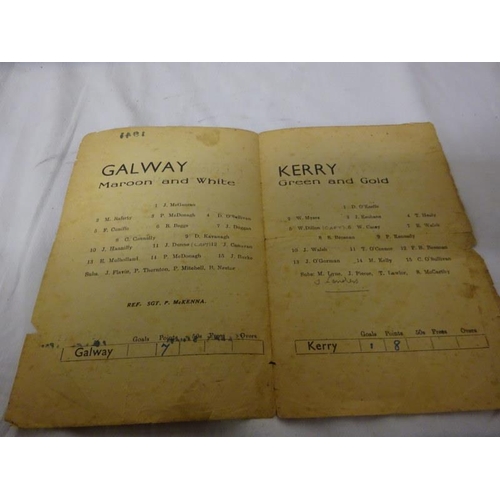 GALWAY
Maroon and White
1 J. McGauran
2 M. Raferty 3 P. McDonagh 4 D. O'Sullivan
5 F. Cunniffe 6 B. Beggs 7 J. Duggan
8 C. Connolly 9 D. Kavanagh
10 J. Hanniffy 11 J. Dunne 12 J. Canavan
13 E. Mulholland 14 P. McDonagh 15 J. Burke
Subs: J. Flavin, P. Thornton, P. Mitchell, D. Nestor
REF. SGT. P. McKENNA.
Goals Points 50s Frees Overs
Galway 7
KERRY
Green and Gold
1 D. O'Keeffe
2 W. Myers 3 J. Keohane 4 T. Healy
5 W. Dillon 6 W. Casey 7 E. Walsh
8 S. Brosnan 9 P. Kennedy
10 J. Walsh 11 T. O'Connor 12 P. B. Brosnan
13 J. O'Gorman 14 M. Kelly 15 C. O'Sullivan
Subs: M. Lyne, J. Landers, S. McCarthy
Goals Points 50s Frees Overs
Kerry 1 8